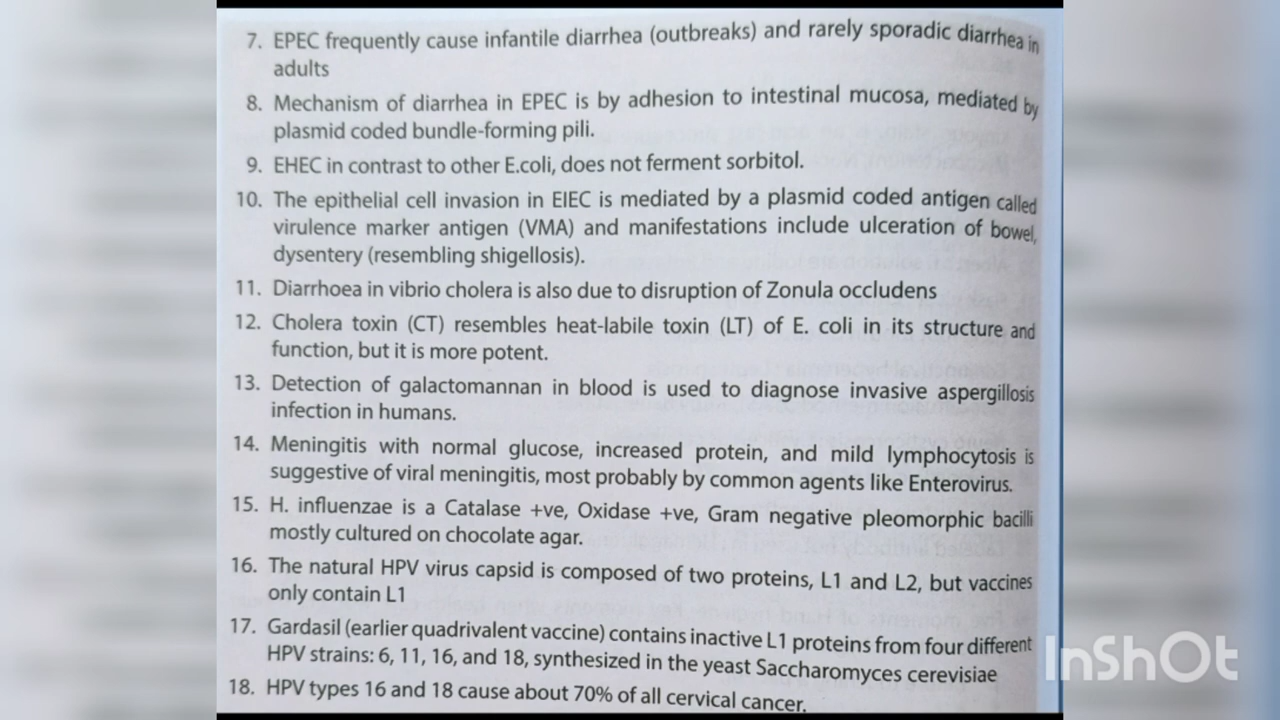 7. EPEC frequently cause infantile diarrhea (outbreaks) and rarely sporadic diarrhea in
adults
8. Mechanism of diarrhea in EPEC is by adhesion to intestinal mucosa, mediated by
plasmid coded bundle-forming pili.
9. EHEC in contrast to other E.coli, does not ferment sorbitol.
10. The epithelial cell invasion in EIEC is mediated by a plasmid coded antigen called
virulence marker antigen (VMA) and manifestations include ulceration of bowel,
dysentery (resembling shigellosis).
11. Diarrhoea in vibrio cholera is also due to disruption of Zonula occludens
12. Cholera toxin (CT) resembles heat-labile toxin (LT) of E. coli in its structure and
function, but it is more potent.
13. Detection of galactomannan in blood is used to diagnose invasive aspergillosis
infection in humans.
14. Meningitis with normal glucose, increased protein, and mild lymphocytosis is
suggestive of viral meningitis, most probably by common agents like Enterovirus.
15. H. influenzae is a Catalase +ve, Oxidase +ve, Gram negative pleomorphic bacilli
mostly cultured on chocolate agar.
16. The natural HPV virus capsid is composed of two proteins, L1 and L2, but vaccines
only contain L1
17. Gardasil (earlier quadrivalent vaccine) contains inactive L1 proteins from four different
HPV strains: 6, 11, 16, and 18, synthesized in the yeast Saccharomyces cerevisiae
18. HPV types 16 and 18 cause about 70% of all cervical cancer.
InShOt